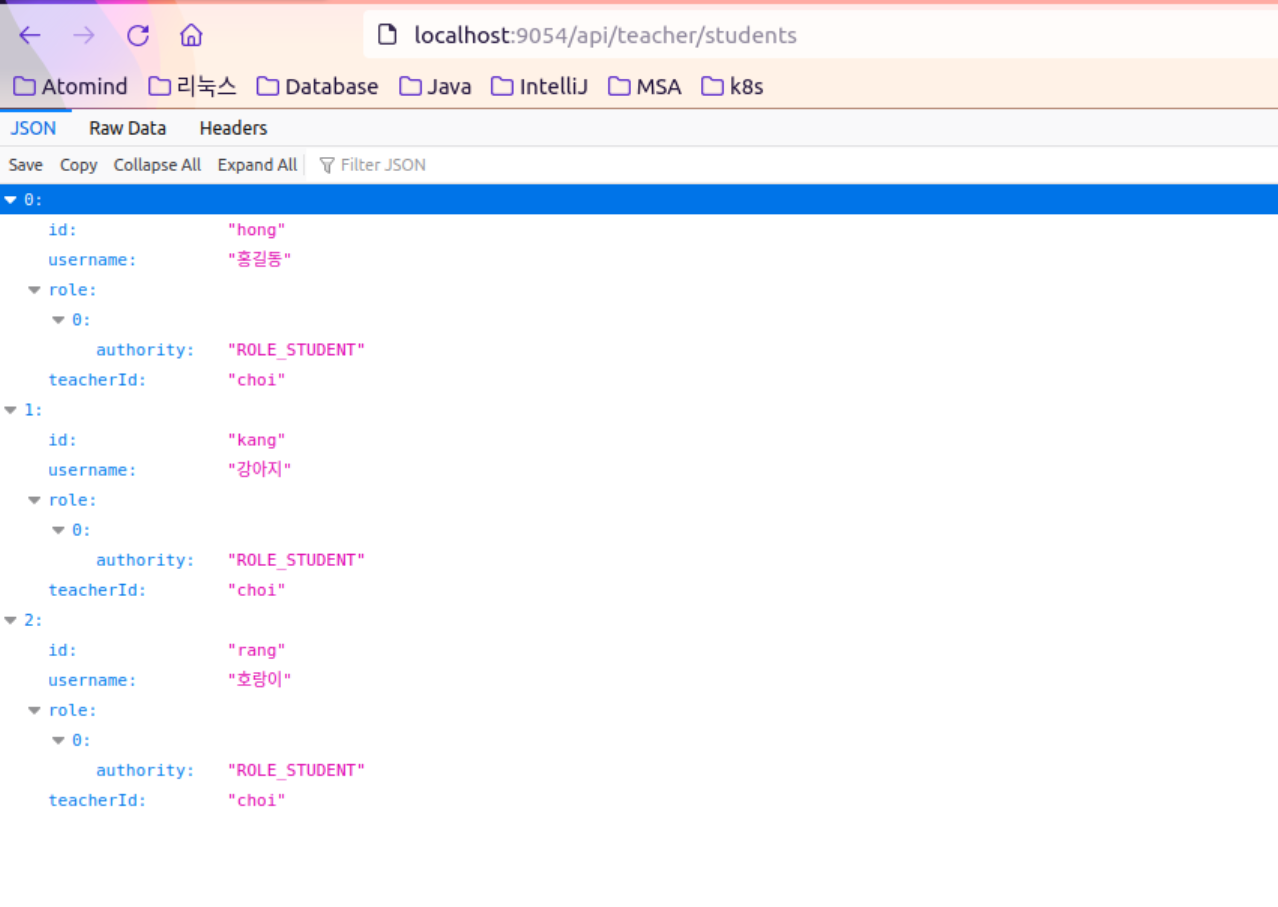 localhost:9054/api/teacher/students
Atomind 리눅스 Database Java IntelliJ MSA k8s
JSON Raw Data Headers
Save Copy Collapse All Expand All Filter JSON
0:
id: "hong"
username: "홍길동"
role:
0:
authority: "ROLE_STUDENT"
teacherId: "choi"
1:
id: "kang"
username: "강아지"
role:
0:
authority: "ROLE_STUDENT"
teacherId: "choi"
2:
id: "rang"
username: "호랑이"
role:
0:
authority: "ROLE_STUDENT"
teacherId: "choi"